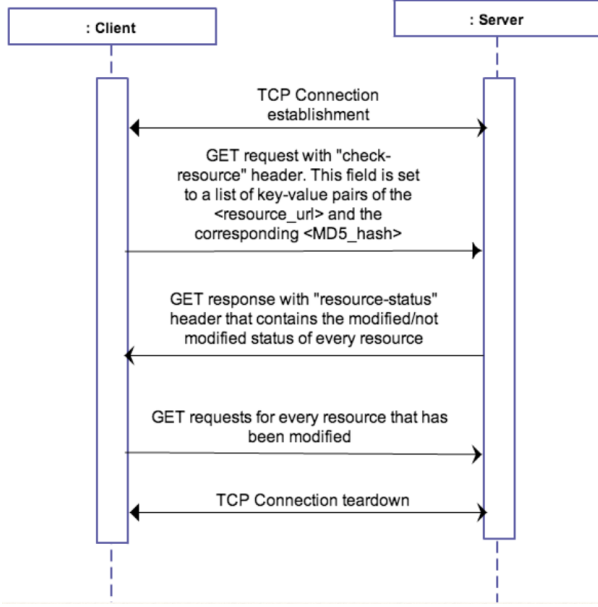 : Client
: Server
TCP Connection
establishment
GET request with "check-
resource" header. This field is set
to a list of key-value pairs of the
<resource_url> and the
corresponding <MD5_hash>
GET response with "resource-status"
header that contains the modified/not
modified status of every resource
GET requests for every resource that has
been modified
TCP Connection teardown